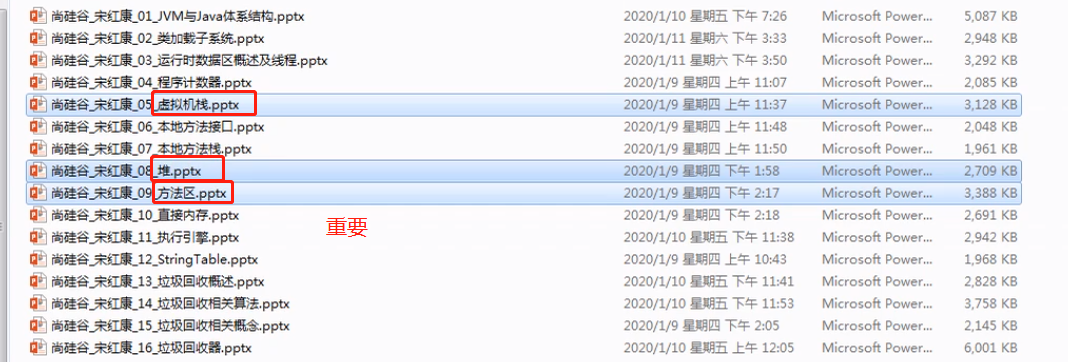 尚硅谷_宋红康_01_JVM与Java体系结构.pptx 2020/1/10 星期五 下午 7:26 Microsoft Power... 5,087 KB
尚硅谷_宋红康_02_类加载子系统.pptx 2020/1/11 星期六 下午 3:33 Microsoft Power... 2,948 KB
尚硅谷_宋红康_03_运行时数据区概述及线程.pptx 2020/1/11 星期六 下午 3:50 Microsoft Power... 3,292 KB
尚硅谷_宋红康_04_程序计数器.pptx 2020/1/9 星期四 上午 11:07 Microsoft Power... 2,085 KB
尚硅谷_宋红康_05_虚拟机栈.pptx 2020/1/9 星期四 上午 11:37 Microsoft Power... 3,128 KB
尚硅谷_宋红康_06_本地方法接口.pptx 2020/1/9 星期四 上午 11:48 Microsoft Power... 2,048 KB
尚硅谷_宋红康_07_本地方法栈.pptx 2020/1/9 星期四 上午 11:50 Microsoft Power... 1,961 KB
尚硅谷_宋红康_08_堆.pptx 2020/1/9 星期四 下午 1:58 Microsoft Power... 2,709 KB
尚硅谷_宋红康_09_方法区.pptx 2020/1/9 星期四 下午 2:17 Microsoft Power... 3,388 KB
尚硅谷_宋红康_10_直接内存.pptx 2020/1/9 星期四 下午 2:18 Microsoft Power... 2,691 KB
重要
尚硅谷_宋红康_11_执行引擎.pptx 2020/1/10 星期五 下午 11:38 Microsoft Power... 2,942 KB
尚硅谷_宋红康_12_StringTable.pptx 2020/1/9 星期四 上午 10:43 Microsoft Power... 1,968 KB
尚硅谷_宋红康_13_垃圾回收概述.pptx 2020/1/10 星期五 下午 11:41 Microsoft Power... 2,828 KB
尚硅谷_宋红康_14_垃圾回收相关算法.pptx 2020/1/10 星期五 下午 11:53 Microsoft Power... 3,758 KB
尚硅谷_宋红康_15_垃圾回收相关概念.pptx 2020/1/9 星期四 下午 2:05 Microsoft Power... 2,145 KB
尚硅谷_宋红康_16_垃圾回收器.pptx 2020/1/11 星期六 上午 12:05 Microsoft Power... 6,001 KB